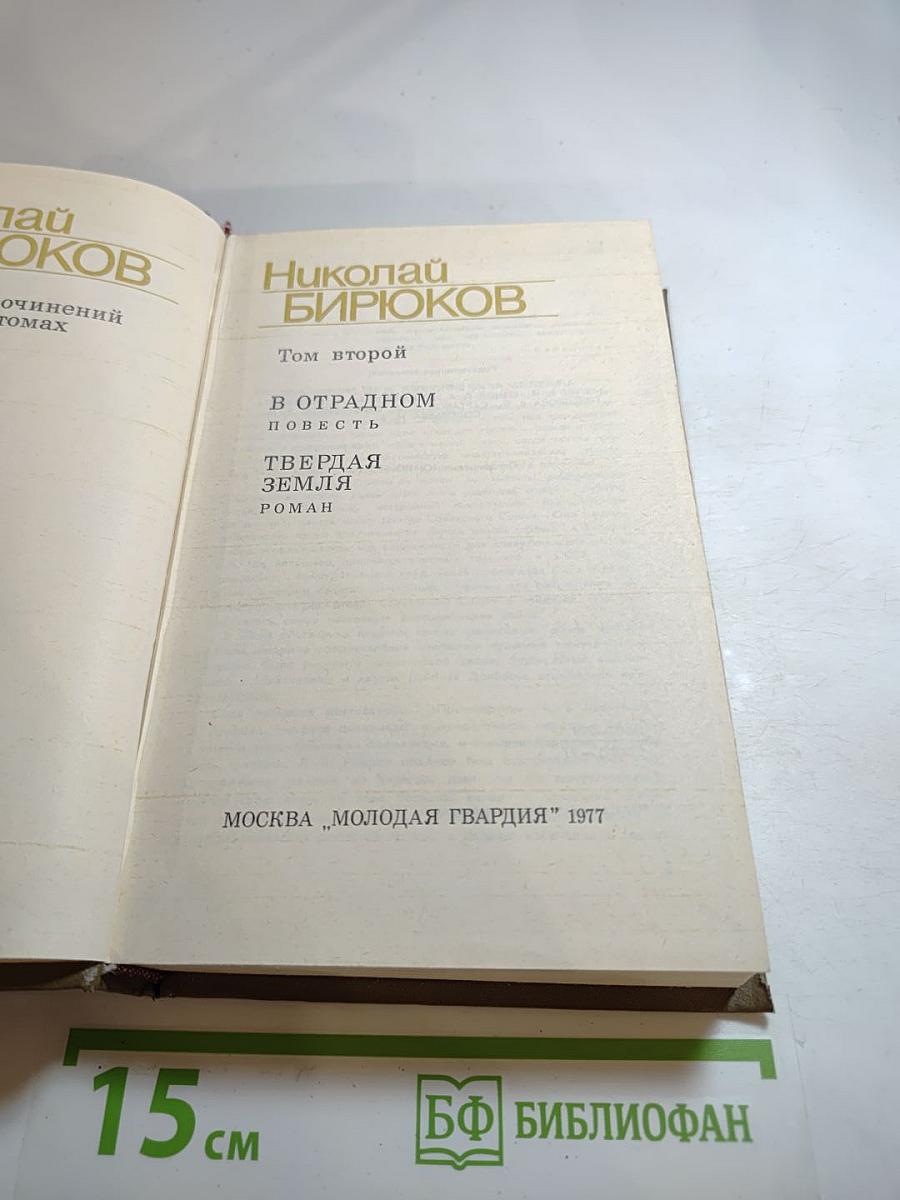 лай
ЮКОВ
очинений
томах
Николай
БИРЮКОВ
Том второй
В ОТРАДНОМ
ПОВЕСТЬ
ТВЕРДАЯ
ЗЕМЛЯ
РОМАН
МОСКВА „МОЛОДАЯ ГВАРДИЯ” 1977
15 см
БФ БИБЛИОФАН